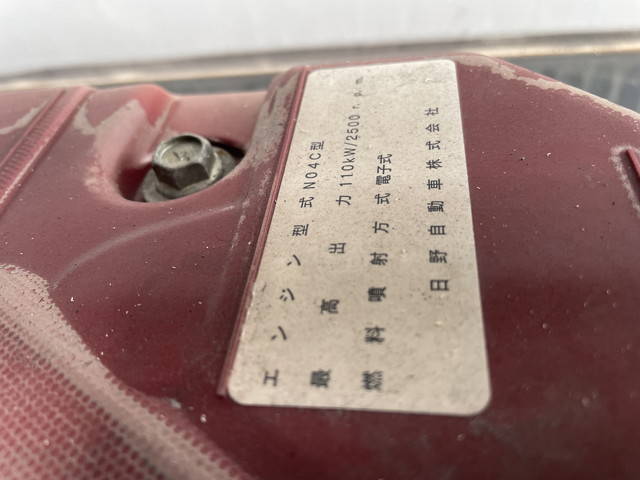 エンジン型式 N04C型
最高出力 110kW/2500 r.p.m
燃料噴射方式 電子式
日野自動車株式会社